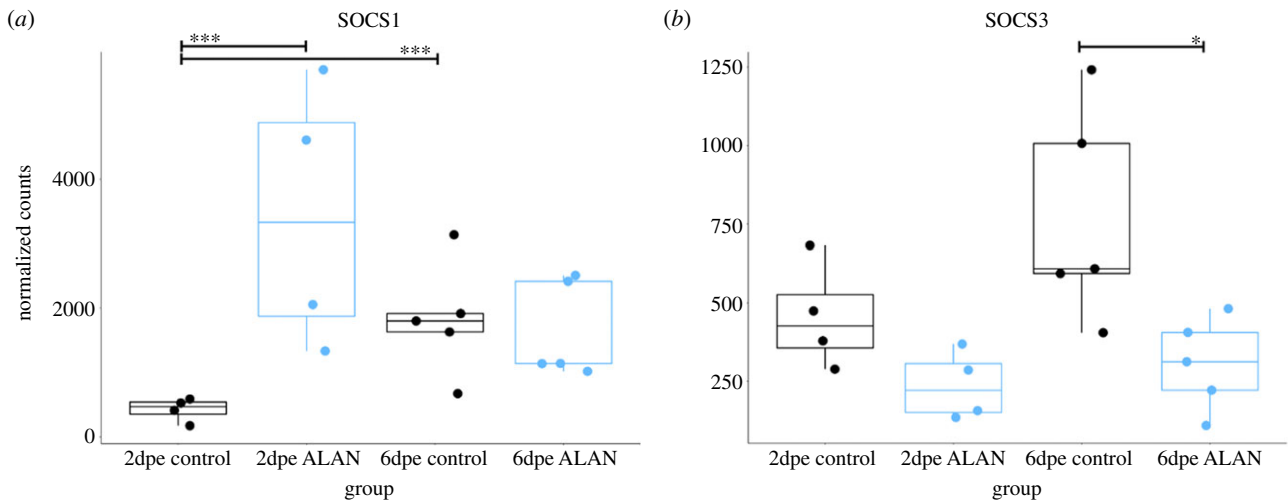 (a)
SOCS1
***
***
normalized counts
4000
2000
0
2dpe control
2dpe ALAN
6dpe control
6dpe ALAN
group
(b)
SOCS3
*
1250
1000
750
500
250
2dpe control
2dpe ALAN
6dpe control
6dpe ALAN
group